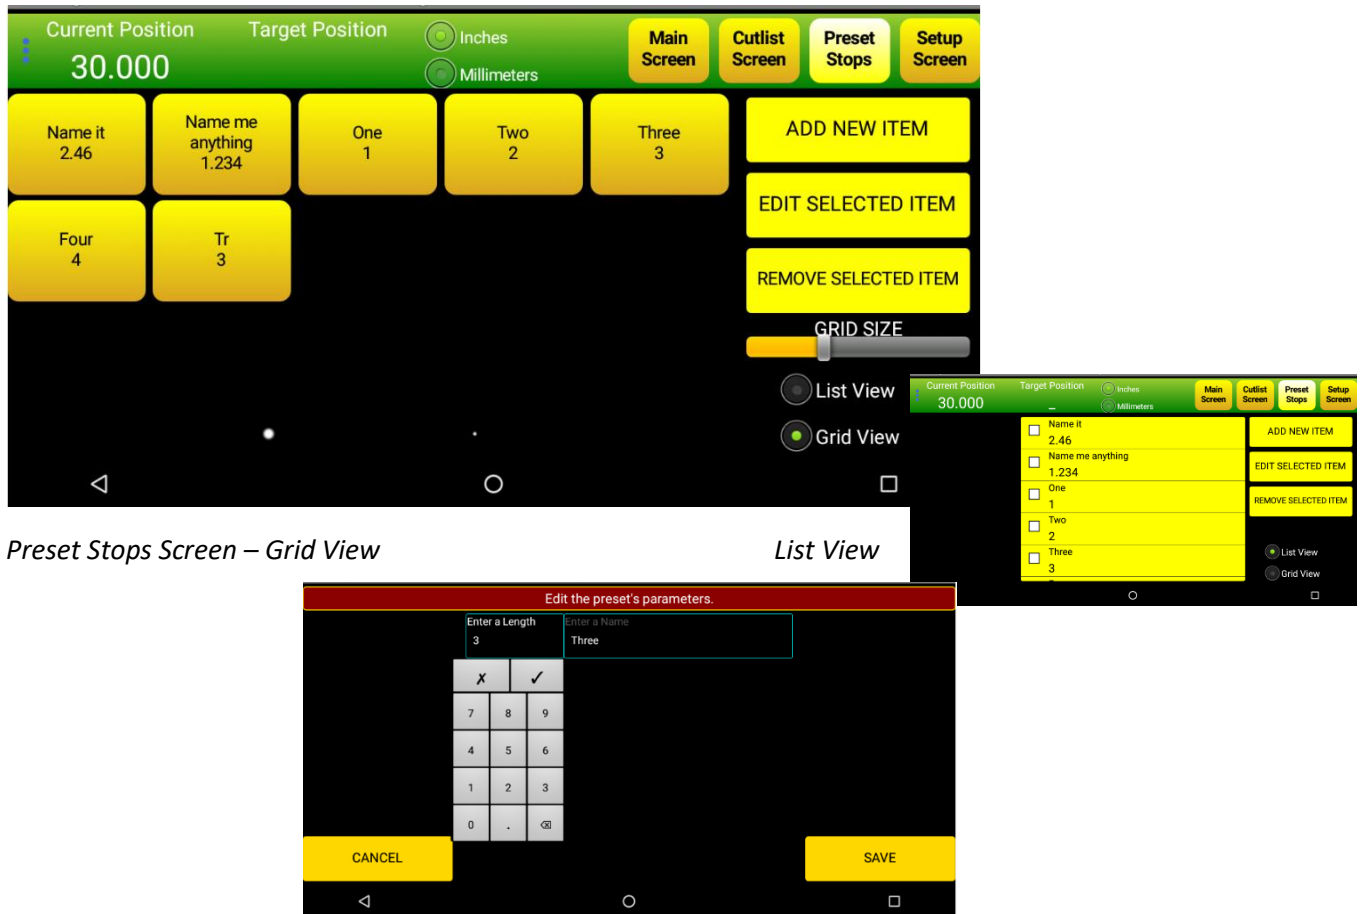 Current Position
Target Position
Inches
30.000
Millimeters
Main
Screen
Cutlist
Screen
Preset
Stops
Setup
Screen
Name it
2.46
Name me
anything
1.234
One
1
Two
2
Three
3
Four
4
Tr
3
ADD NEW ITEM
EDIT SELECTED ITEM
REMOVE SELECTED ITEM
GRID SIZE
List View
Grid View
Preset Stops Screen – Grid View
List View
Current Position
Target Position
Inches
30.000
Millimeters
Main
Screen
Cutlist
Screen
Preset
Stops
Setup
Screen
Name it
2.46
Name me anything
1.234
One
1
Two
2
Three
3
ADD NEW ITEM
EDIT SELECTED ITEM
REMOVE SELECTED ITEM
List View
Grid View
Edit the preset's parameters.
Enter a Length
3
Enter a Name
Three
✗ ✓
7 8 9
4 5 6
1 2 3
0 .
CANCEL
SAVE